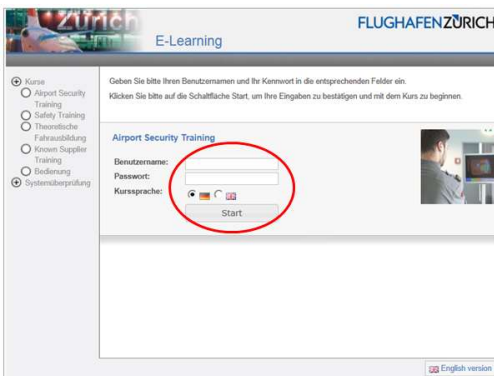 Zürich
E-Learning
FLUGHAFENZÜRICH
Kurse
Airport Security
Training
Safety Training
Theoretische
Fahrausbildung
Known Supplier
Training
Bedienung
Systemüberprüfung
Geben Sie bitte Ihren Benutzernamen und Ihr Kennwort in die entsprechenden Felder ein.
Klicken Sie bitte auf die Schaltfläche Start, um Ihre Eingaben zu bestätigen und mit dem Kurs zu beginnen.
Airport Security Training
Benutzername:
Passwort:
Kurssprache:
Start
English version